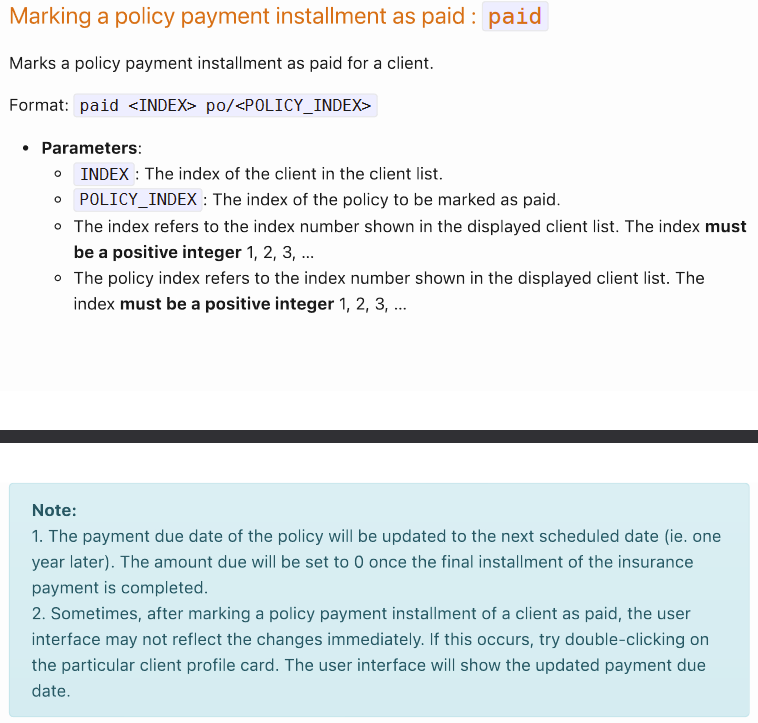 Marking a policy payment installment as paid : paid
Marks a policy payment installment as paid for a client.
Format: paid <INDEX> po/<POLICY_INDEX>
• Parameters:
◦ INDEX : The index of the client in the client list.
◦ POLICY_INDEX : The index of the policy to be marked as paid.
◦ The index refers to the index number shown in the displayed client list. The index must
be a positive integer 1, 2, 3, ...
◦ The policy index refers to the index number shown in the displayed client list. The
index must be a positive integer 1, 2, 3, ...
Note:
1. The payment due date of the policy will be updated to the next scheduled date (ie. one
year later). The amount due will be set to 0 once the final installment of the insurance
payment is completed.
2. Sometimes, after marking a policy payment installment of a client as paid, the user
interface may not reflect the changes immediately. If this occurs, try double-clicking on
the particular client profile card. The user interface will show the updated payment due
date.